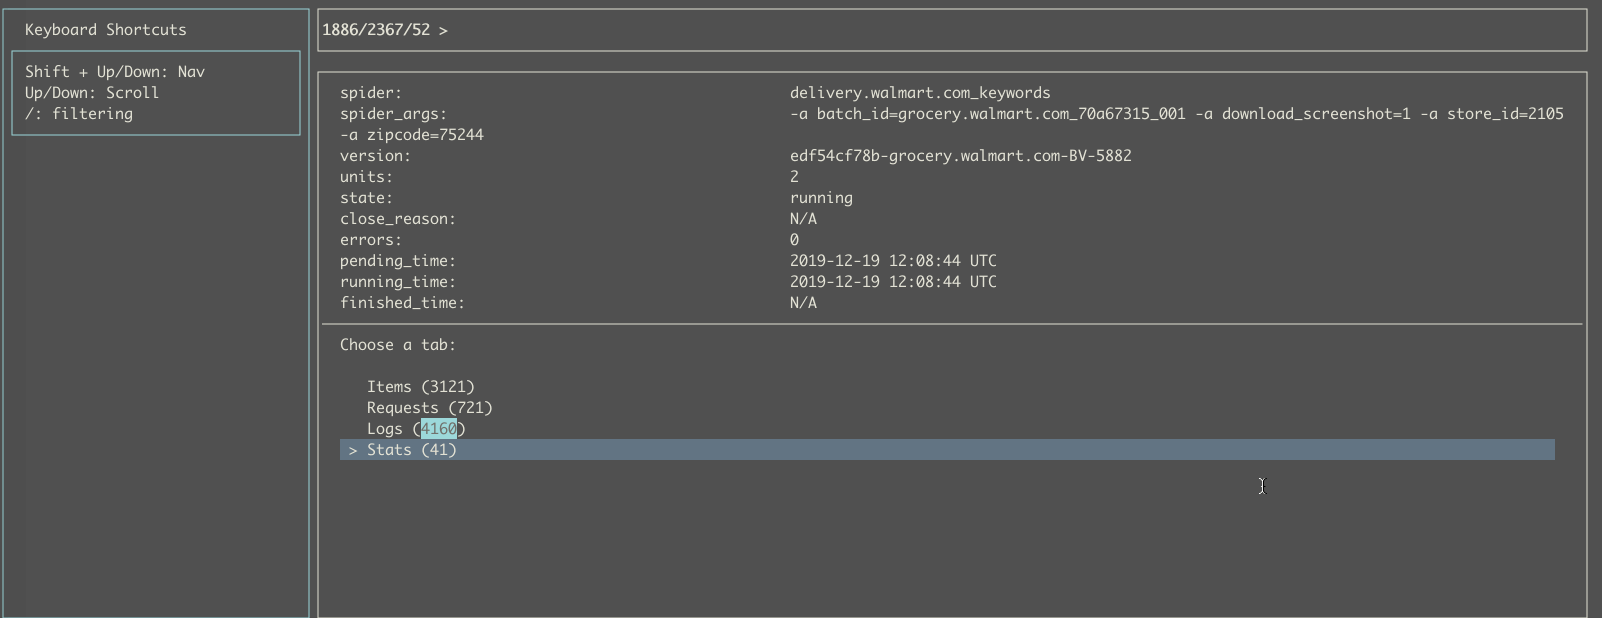 Keyboard Shortcuts
Shift + Up/Down: Nav
Up/Down: Scroll
/: filtering
1886/2367/52 >
spider: delivery.walmart.com_keywords
spider_args: -a batch_id=grocery.walmart.com_70a67315_001 -a download_screenshot=1 -a store_id=2105
-a zipcode=75244
version: edf54cf78b-grocery.walmart.com-BV-5882
units: 2
state: running
close_reason: N/A
errors: 0
pending_time: 2019-12-19 12:08:44 UTC
running_time: 2019-12-19 12:08:44 UTC
finished_time: N/A
Choose a tab:
Items (3121)
Requests (721)
Logs (4160)
> Stats (41)